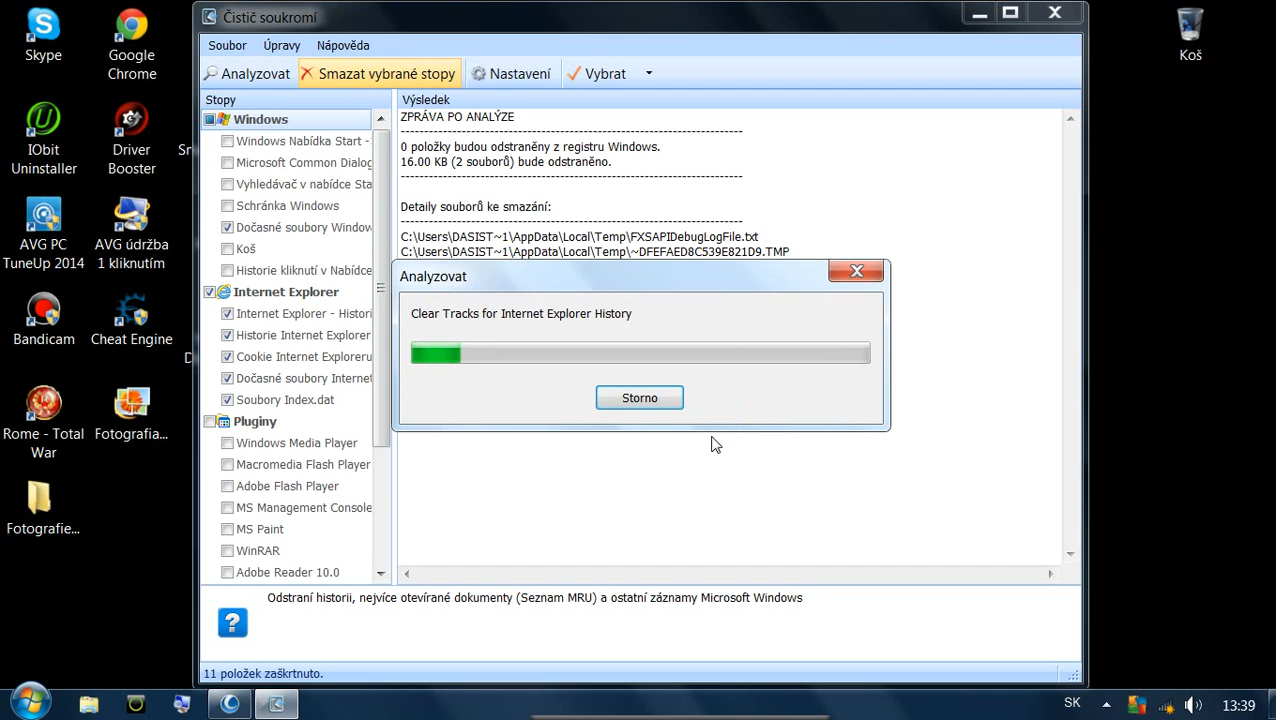 Skype
Google
Chrome
IObit
Uninstaller
Driver
Booster
AVG PC
TuneUp 2014
AVG údržba
1 kliknutím
Bandicam
Cheat Engine
Rome - Total
War
Fotografia...
Fotografie...
Koš
Čistič soukromí
Soubor Úpravy Nápověda
Analyzovat Smazat vybrané stopy Nastavení Vybrat
Stopy
Windows
Windows Nabídka Start -
Microsoft Common Dialog
Vyhledávač v nabídce Sta
Schránka Windows
Dočasné soubory Window
Koš
Historie kliknutí v Nabídce
Internet Explorer
Internet Explorer - Histori
Historie Internet Explorer
Cookie Internet Exploreru
Dočasné soubory Internet
Soubory Index.dat
Pluginy
Windows Media Player
Macromedia Flash Player
Adobe Flash Player
MS Management Console
MS Paint
WinRAR
Adobe Reader 10.0
Výsledek
ZPRÁVA PO ANALÝZE
0 položky budou odstraněny z registru Windows.
16.00 KB (2 souborů) bude odstraněno.
Detaily souborů ke smazání:
C:\Users\DASIST~1\AppData\Local\Temp\FXSAPIDebugLogFile.txt
C:\Users\DASIST~1\AppData\Local\Temp\~DFEFAED8C539E821D9.TMP
Analyzovat
Clear Tracks for Internet Explorer History
Storno
Odstraní historii, nejvíce otevírané dokumenty (Seznam MRU) a ostatní záznamy Microsoft Windows
11 položek zaškrtnuto.
SK 13:39